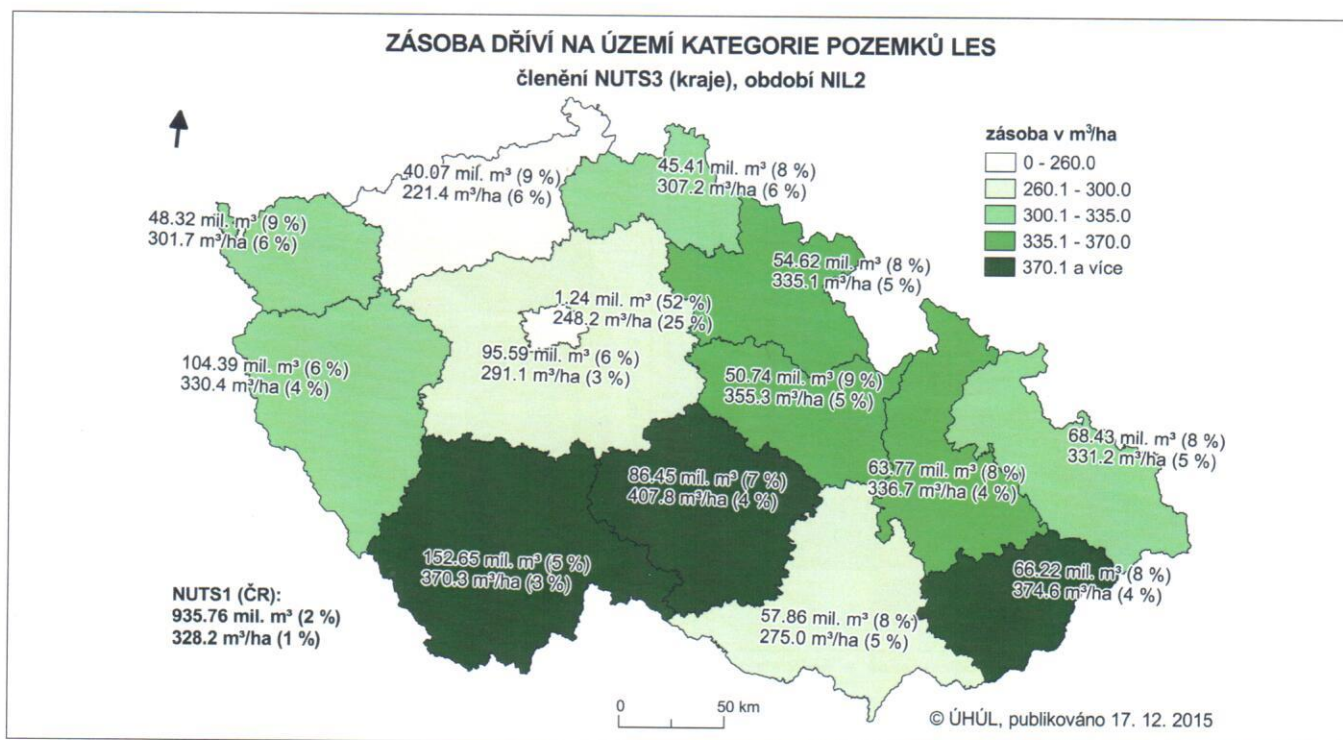 ZÁSOBA DŘÍVÍ NA ÚZEMÍ KATEGORIE POZEMKŮ LES
členění NUTS3 (kraje), období NIL2
zásoba v m³/ha
0 - 260.0
260.1 - 300.0
300.1 - 335.0
335.1 - 370.0
370.1 a více
40.07 mil. m³ (9 %)
221.4 m³/ha (6 %)
45.41 mil. m³ (8 %)
307.2 m³/ha (6 %)
48.32 mil. m³ (9 %)
301.7 m³/ha (6 %)
54.62 mil. m³ (8 %)
335.1 m³/ha (5 %)
1.24 mil. m³ (52 %)
248.2 m³/ha (25 %)
95.59 mil. m³ (6 %)
291.1 m³/ha (3 %)
104.39 mil. m³ (6 %)
330.4 m³/ha (4 %)
50.74 mil. m³ (9 %)
355.3 m³/ha (5 %)
68.43 mil. m³ (8 %)
331.2 m³/ha (5 %)
86.45 mil. m³ (7 %)
407.8 m³/ha (4 %)
63.77 mil. m³ (8 %)
336.7 m³/ha (4 %)
152.65 mil. m³ (5 %)
370.3 m³/ha (3 %)
66.22 mil. m³ (8 %)
374.6 m³/ha (4 %)
57.86 mil. m³ (8 %)
275.0 m³/ha (5 %)
NUTS1 (ČR):
935.76 mil. m³ (2 %)
328.2 m³/ha (1 %)
0 50 km
© ÚHÚL, publikováno 17. 12. 2015